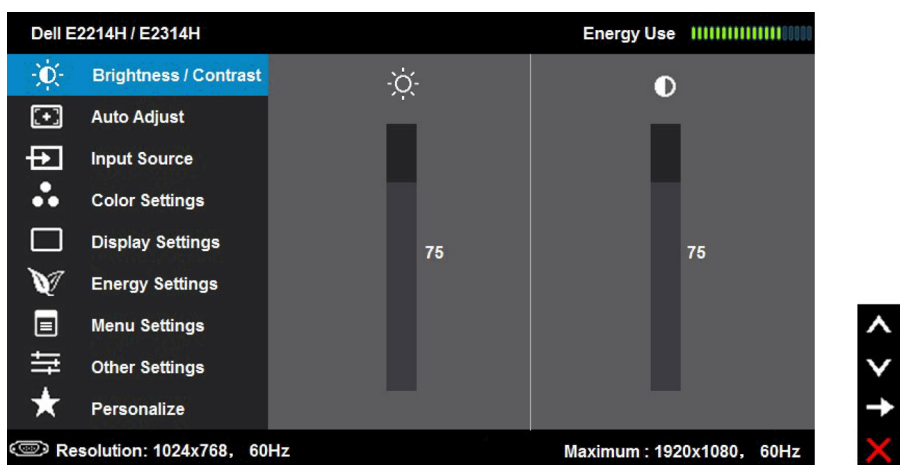 Dell E2214H / E2314H Energy Use
Brightness / Contrast
Auto Adjust
Input Source
Color Settings
Display Settings
75 75
Energy Settings
Menu Settings
Other Settings
Personalize
Resolution: 1024x768, 60Hz Maximum : 1920x1080, 60Hz